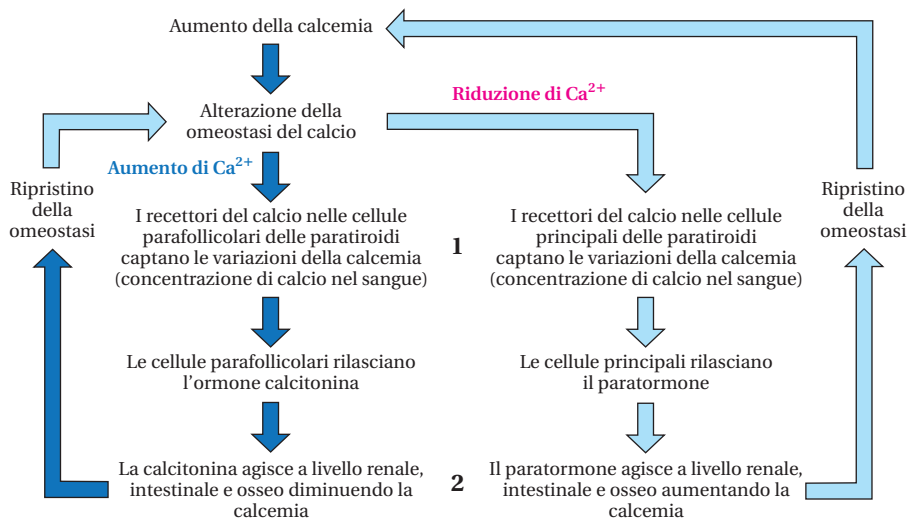 Aumento della calcemia
Riduzione di Ca²⁺
Alterazione della
omeostasi del calcio
Aumento di Ca²⁺
Ripristino
della
omeostasi
I recettori del calcio nelle cellule
parafollicolari delle paratiroidi
captano le variazioni della calcemia
(concentrazione di calcio nel sangue)
1
I recettori del calcio nelle cellule
principali delle paratiroidi
captano le variazioni della calcemia
(concentrazione di calcio nel sangue)
Ripristino
della
omeostasi
Le cellule parafollicolari rilasciano
l’ormone calcitonina
Le cellule principali rilasciano
il paratormone
La calcitonina agisce a livello renale,
intestinale e osseo diminuendo la
calcemia
2
Il paratormone agisce a livello renale,
intestinale e osseo aumentando la
calcemia